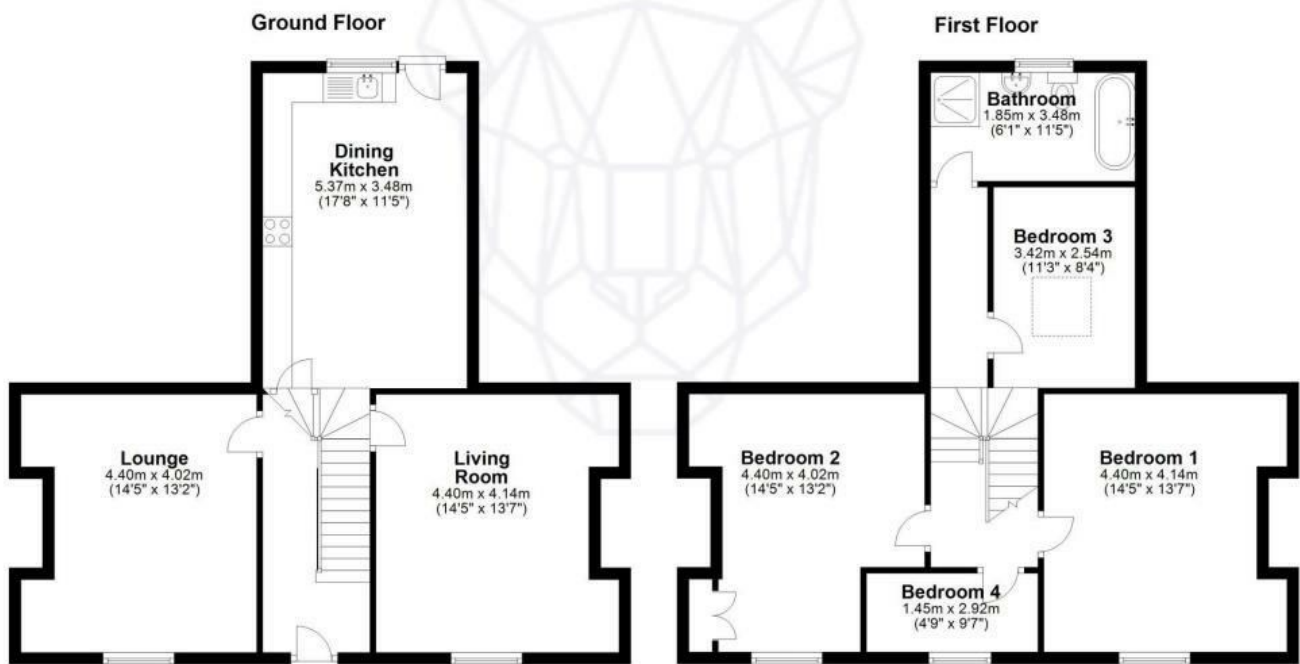 Ground Floor
Dining
Kitchen
5.37m x 3.48m
(17'8" x 11'5")
Lounge
4.40m x 4.02m
(14'5" x 13'2")
Living
Room
4.40m x 4.14m
(14'5" x 13'7")
First Floor
Bathroom
1.85m x 3.48m
(6'1" x 11'5")
Bedroom 3
3.42m x 2.54m
(11'3" x 8'4")
Bedroom 2
4.40m x 4.02m
(14'5" x 13'2")
Bedroom 1
4.40m x 4.14m
(14'5" x 13'7")
Bedroom 4
1.45m x 2.92m
(4'9" x 9'7")